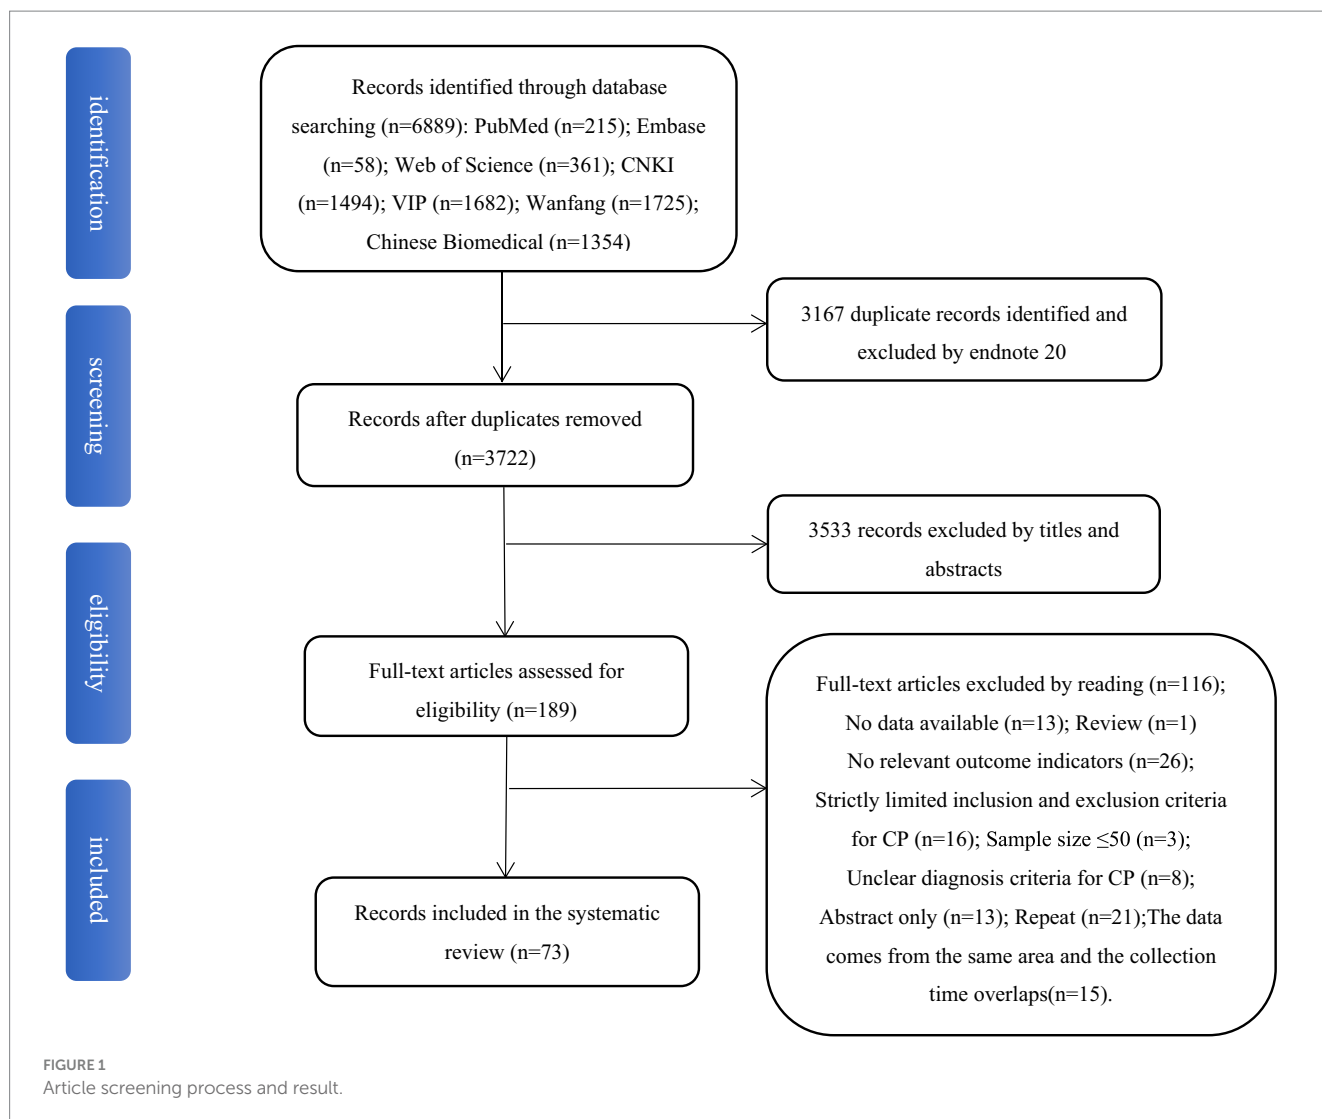 identification
Records identified through database
searching (n=6889): PubMed (n=215); Embase
(n=58); Web of Science (n=361); CNKI
(n=1494); VIP (n=1682); Wanfang (n=1725);
Chinese Biomedical (n=1354)
3167 duplicate records identified and
excluded by endnote 20
screening
Records after duplicates removed
(n=3722)
3533 records excluded by titles and
abstracts
eligibility
Full-text articles assessed for
eligibility (n=189)
Full-text articles excluded by reading (n=116);
No data available (n=13); Review (n=1)
No relevant outcome indicators (n=26);
Strictly limited inclusion and exclusion criteria
for CP (n=16); Sample size ≤50 (n=3);
Unclear diagnosis criteria for CP (n=8);
Abstract only (n=13); Repeat (n=21);The data
comes from the same area and the collection
time overlaps(n=15).
included
Records included in the systematic
review (n=73)
FIGURE 1
Article screening process and result.